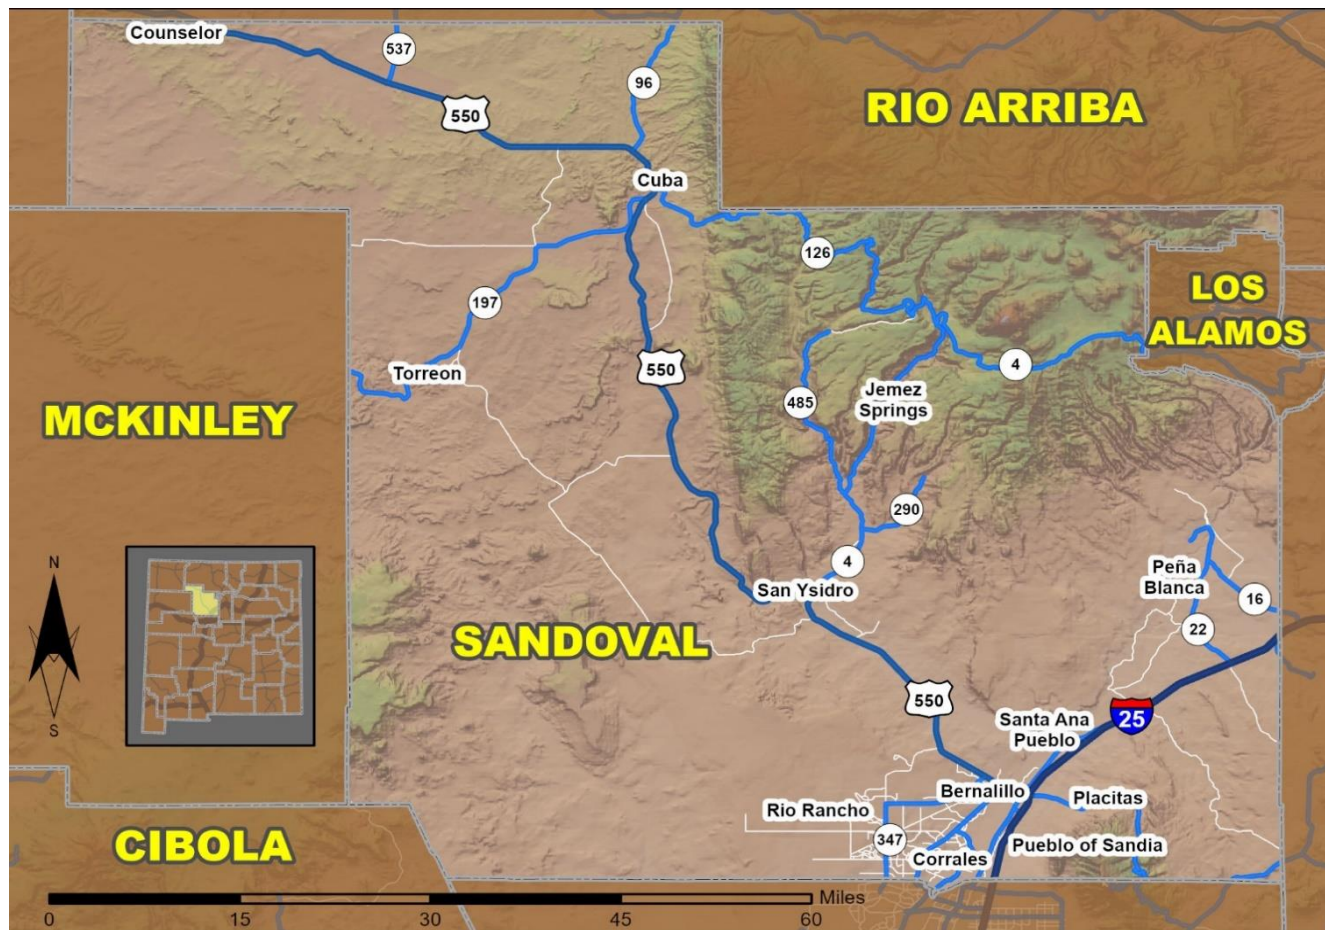 Counselor
537
96
550
RIO ARRIBA
Cuba
126
197
LOS
ALAMOS
550
4
Torreon
485
Jemez
Springs
MCKINLEY
290
4
N
San Ysidro
Peña
Blanca
16
22
SANDOVAL
550
Santa Ana
Pueblo
25
S
Bernalillo
Placitas
Rio Rancho
347
Pueblo of Sandia
Corrales
CIBOLA
Miles
0 15 30 45 60